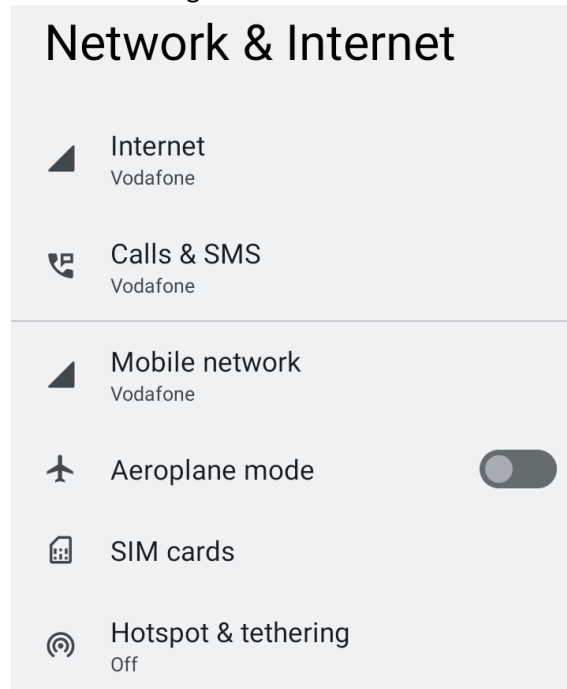 Network & Internet
Internet
Vodafone
Calls & SMS
Vodafone
Mobile network
Vodafone
Aeroplane mode
SIM cards
Hotspot & tethering
Off